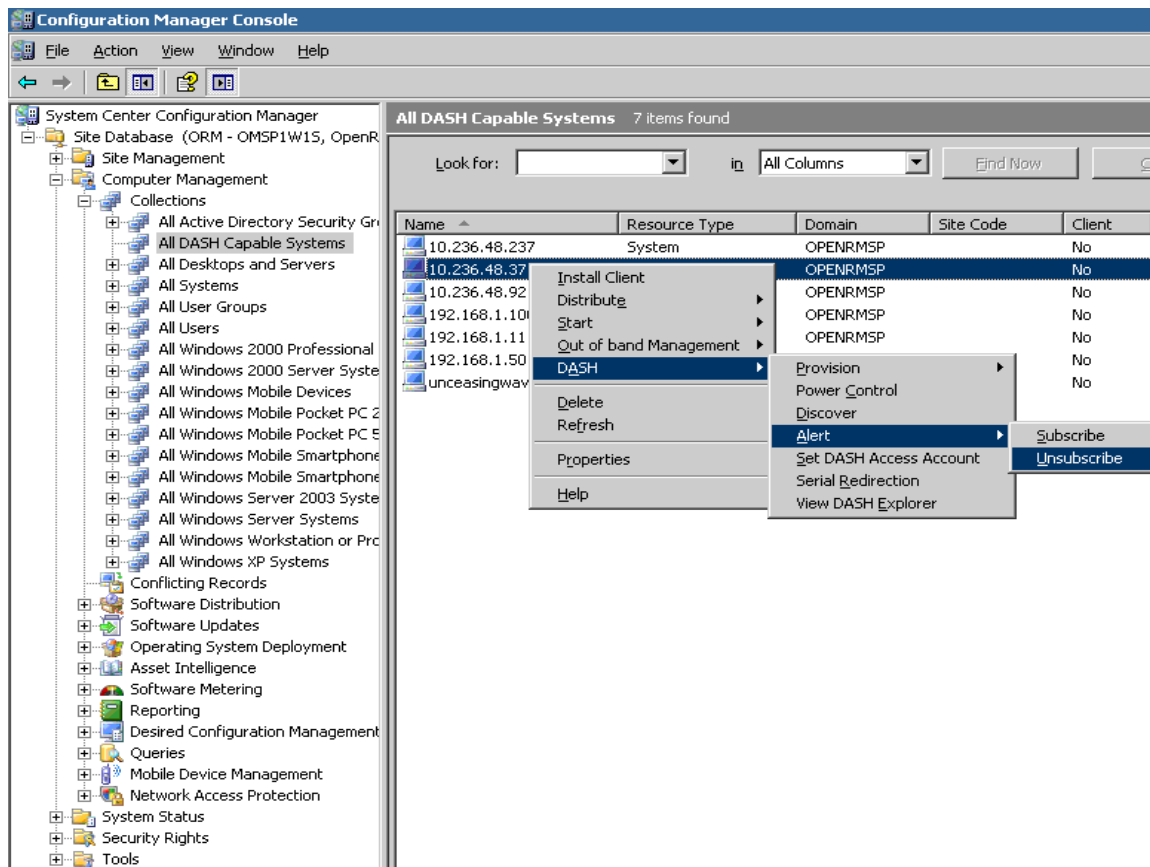 Configuration Manager Console
File Action View Window Help
System Center Configuration Manager
Site Database (ORM - OMSP1W1S, OpenR
Site Management
Computer Management
Collections
All Active Directory Security Gr
All DASH Capable Systems
All Desktops and Servers
All Systems
All User Groups
All Users
All Windows 2000 Professional
All Windows 2000 Server Syste
All Windows Mobile Devices
All Windows Mobile Pocket PC 2
All Windows Mobile Pocket PC 5
All Windows Mobile Smartphone
All Windows Mobile Smartphone
All Windows Server 2003 Syste
All Windows Server Systems
All Windows Workstation or Pro
All Windows XP Systems
Conflicting Records
Software Distribution
Software Updates
Operating System Deployment
Asset Intelligence
Software Metering
Reporting
Desired Configuration Management
Queries
Mobile Device Management
Network Access Protection
System Status
Security Rights
Tools
All DASH Capable Systems 7 items found
Look for: in All Columns Find Now
Name Resource Type Domain Site Code Client
10.236.48.237 System OPENRMSP No
10.236.48.37 OPENRMSP No
10.236.48.92 OPENRMSP No
192.168.1.10 OPENRMSP No
192.168.1.11 OPENRMSP No
192.168.1.50 No
unceasingwav No
Install Client
Distribute
Start
Out of band Management
DASH
Delete
Refresh
Properties
Help
Provision
Power Control
Discover
Alert
Set DASH Access Account
Serial Redirection
View DASH Explorer
Subscribe
Unsubscribe